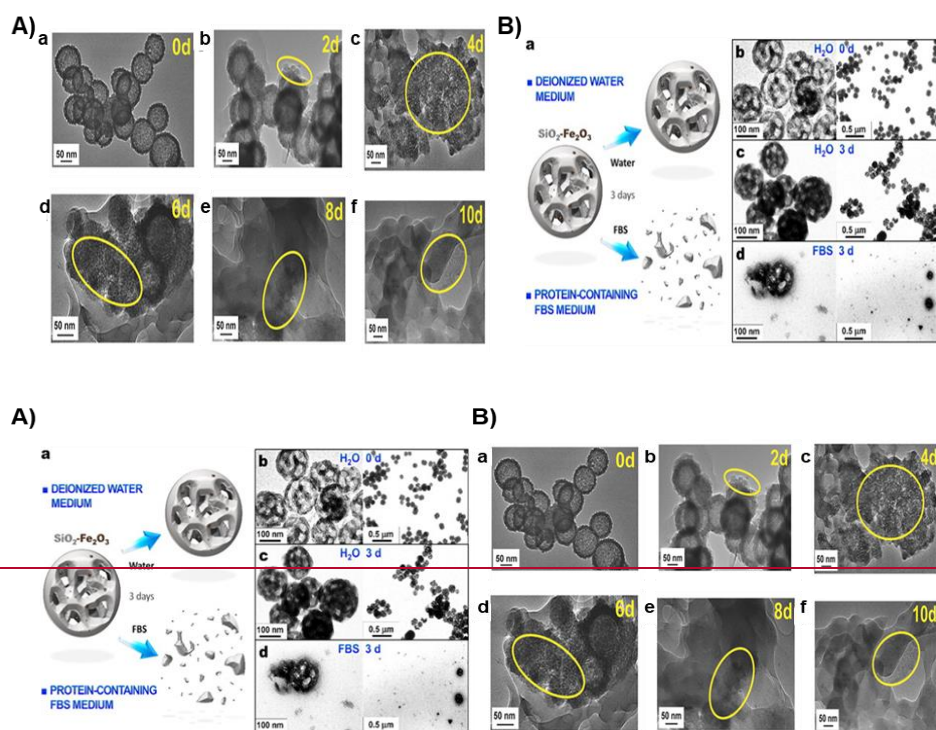 A)
a
0d
b
2d
c
4d
50 nm
50 nm
50 nm
d
6d
e
8d
f
10d
50 nm
50 nm
50 nm
B)
a
■ DEIONIZED WATER
MEDIUM
SiO₂-Fe₂O₃
Water
3 days
FBS
■ PROTEIN-CONTAINING
FBS MEDIUM
b
H₂O 0 d
100 nm
0.5 µm
c
H₂O 3 d
100 nm
0.5 µm
d
FBS 3 d
100 nm
0.5 µm
A)
a
■ DEIONIZED WATER
MEDIUM
SiO₂-Fe₂O₃
Water
3 days
FBS
■ PROTEIN-CONTAINING
FBS MEDIUM
b
H₂O 0 d
100 nm
0.5 µm
c
H₂O 3 d
100 nm
0.5 µm
d
FBS 3 d
100 nm
0.5 µm
B)
a
0d
b
2d
c
4d
50 nm
50 nm
50 nm
d
6d
e
8d
f
10d
50 nm
50 nm
50 nm